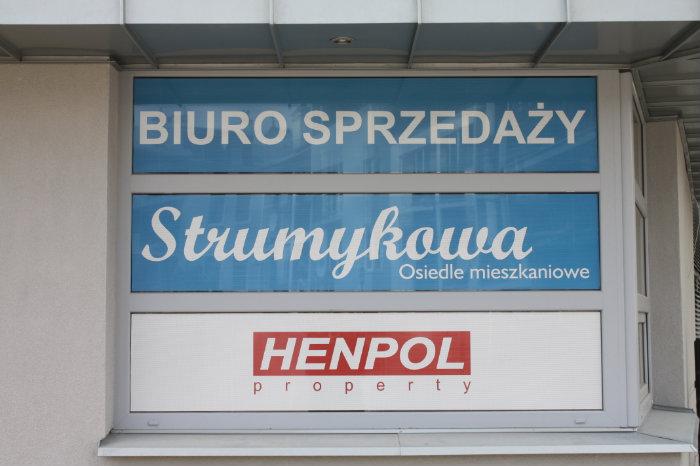 BIURO SPRZEDAŻY
Strumykowa
Osiedle mieszkaniowe
HENPOL
property